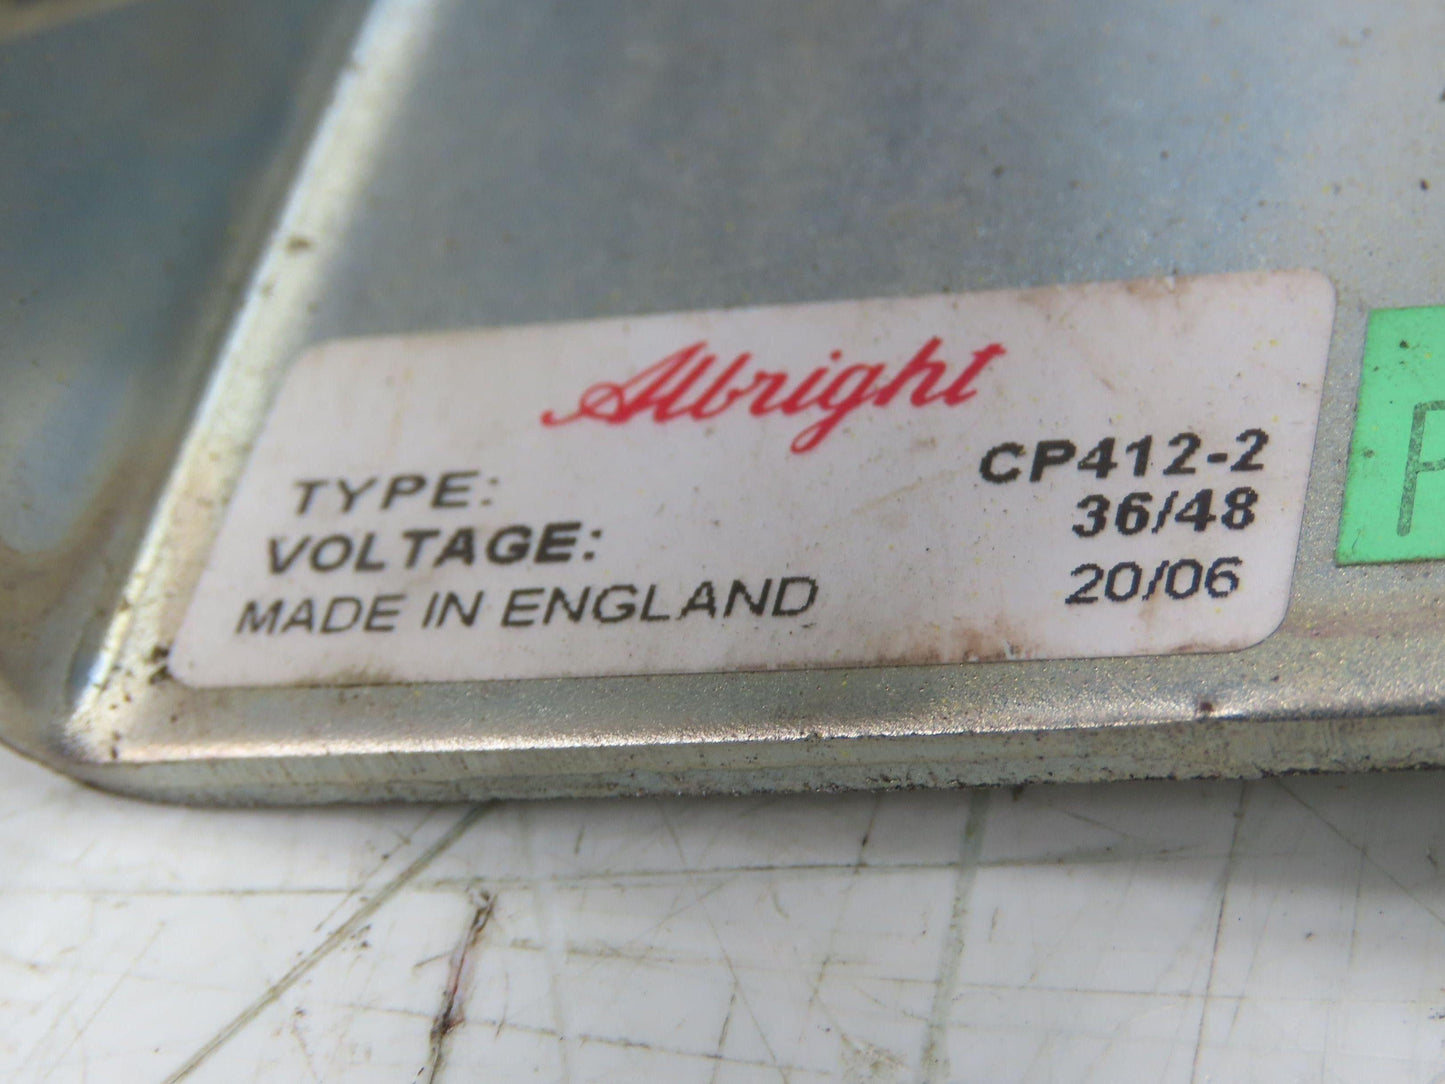 Albright
TYPE: CP412-2
VOLTAGE: 36/48
MADE IN ENGLAND 20/06
P